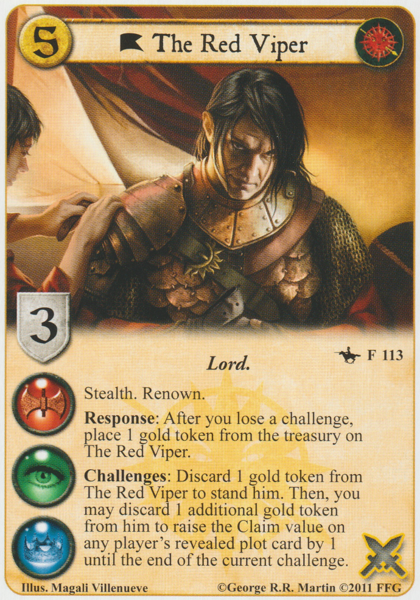 5
The Red Viper
3
Lord.
F 113
Stealth. Renown.
Response: After you lose a challenge,
place 1 gold token from the treasury on
The Red Viper.
Challenges: Discard 1 gold token from
The Red Viper to stand him. Then, you
may discard 1 additional gold token
from him to raise the Claim value on
any player's revealed plot card by 1
until the end of the current challenge.
Illus. Magali Villenueve ©George R.R. Martin ©2011 FFG